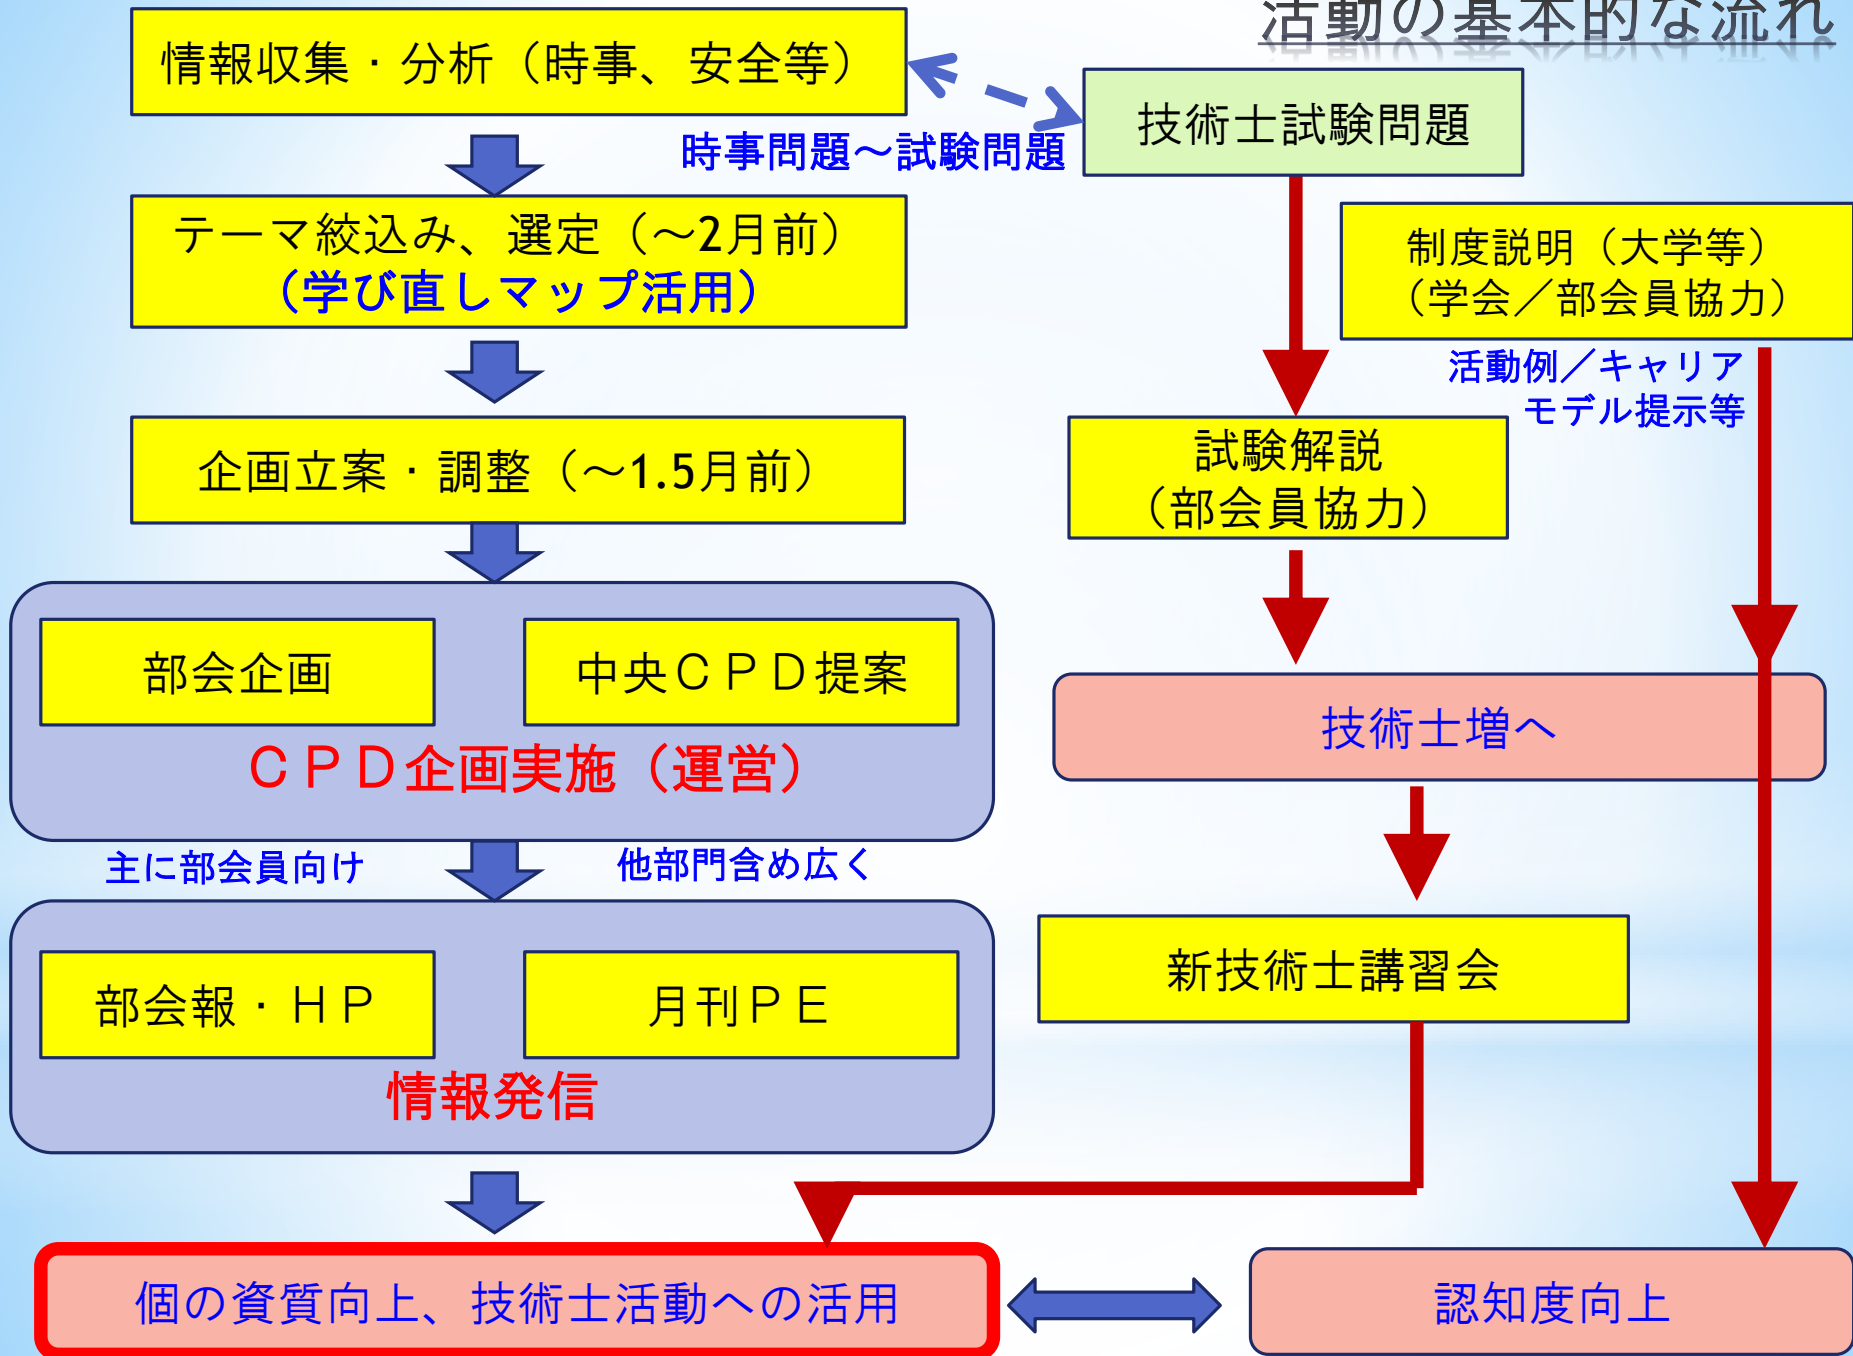 活動の基本的な流れ
情報収集・分析（時事、安全等）
技術士試験問題
時事問題～試験問題
テーマ絞込み、選定（～2月前）
（学び直しマップ活用）
制度説明（大学等）
（学会／部会員協力）
活動例／キャリア
モデル提示等
企画立案・調整（～1.5月前）
試験解説
（部会員協力）
部会企画
中央ＣＰＤ提案
ＣＰＤ企画実施（運営）
技術士増へ
主に部会員向け
他部門含め広く
新技術士講習会
部会報・ＨＰ
月刊ＰＥ
情報発信
個の資質向上、技術士活動への活用
認知度向上